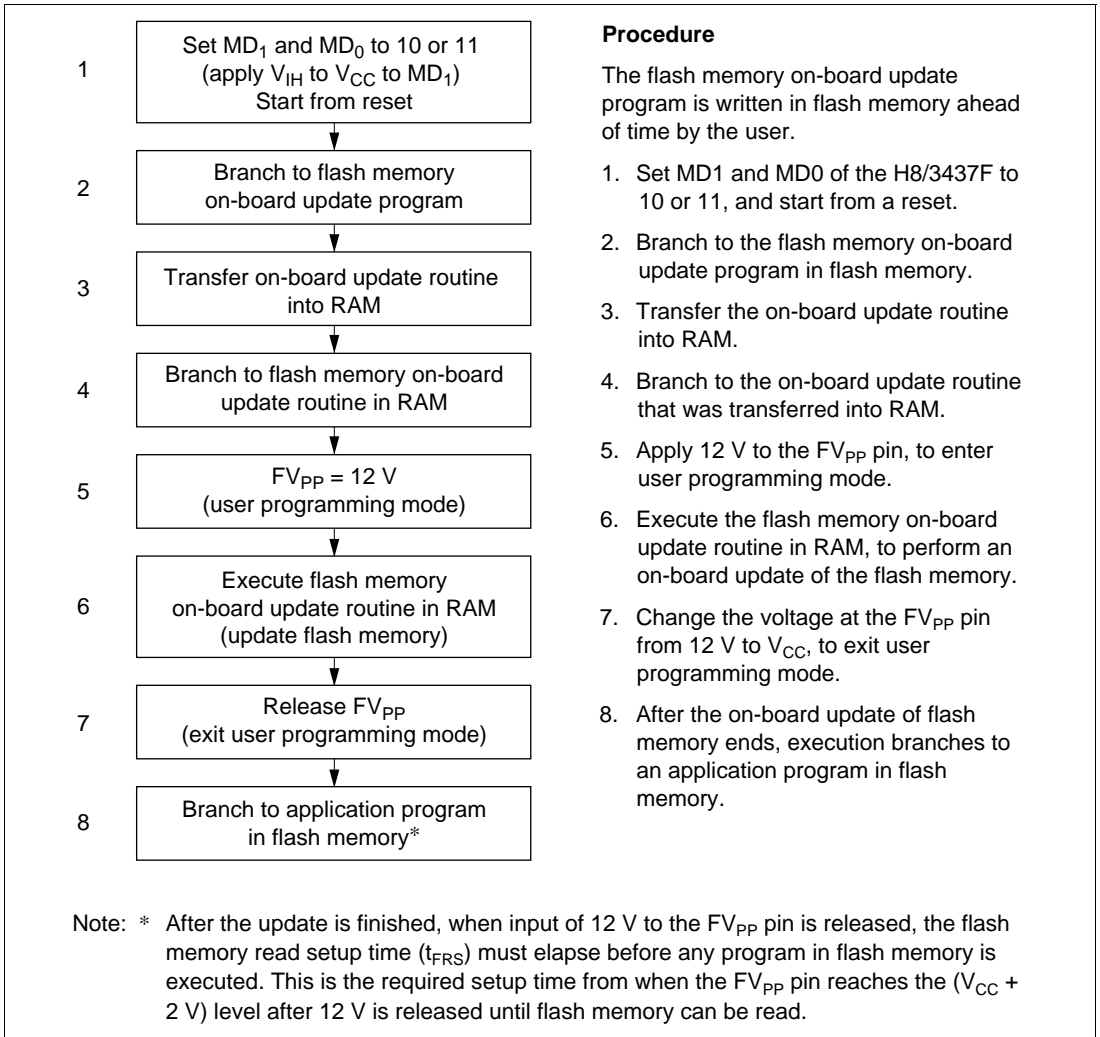 1
Set MD₁ and MD₀ to 10 or 11
(apply V_IH to V_CC to MD₁)
Start from reset
2
Branch to flash memory
on-board update program
3
Transfer on-board update routine
into RAM
4
Branch to flash memory on-board
update routine in RAM
5
FV_PP = 12 V
(user programming mode)
6
Execute flash memory
on-board update routine in RAM
(update flash memory)
7
Release FV_PP
(exit user programming mode)
8
Branch to application program
in flash memory*
Procedure
The flash memory on-board update
program is written in flash memory ahead
of time by the user.
1. Set MD1 and MD0 of the H8/3437F to
10 or 11, and start from a reset.
2. Branch to the flash memory on-board
update program in flash memory.
3. Transfer the on-board update routine
into RAM.
4. Branch to the on-board update routine
that was transferred into RAM.
5. Apply 12 V to the FV_PP pin, to enter
user programming mode.
6. Execute the flash memory on-board
update routine in RAM, to perform an
on-board update of the flash memory.
7. Change the voltage at the FV_PP pin
from 12 V to V_CC, to exit user
programming mode.
8. After the on-board update of flash
memory ends, execution branches to
an application program in flash
memory.
Note: * After the update is finished, when input of 12 V to the FV_PP pin is released, the flash
memory read setup time (t_FRS) must elapse before any program in flash memory is
executed. This is the required setup time from when the FV_PP pin reaches the (V_CC +
2 V) level after 12 V is released until flash memory can be read.